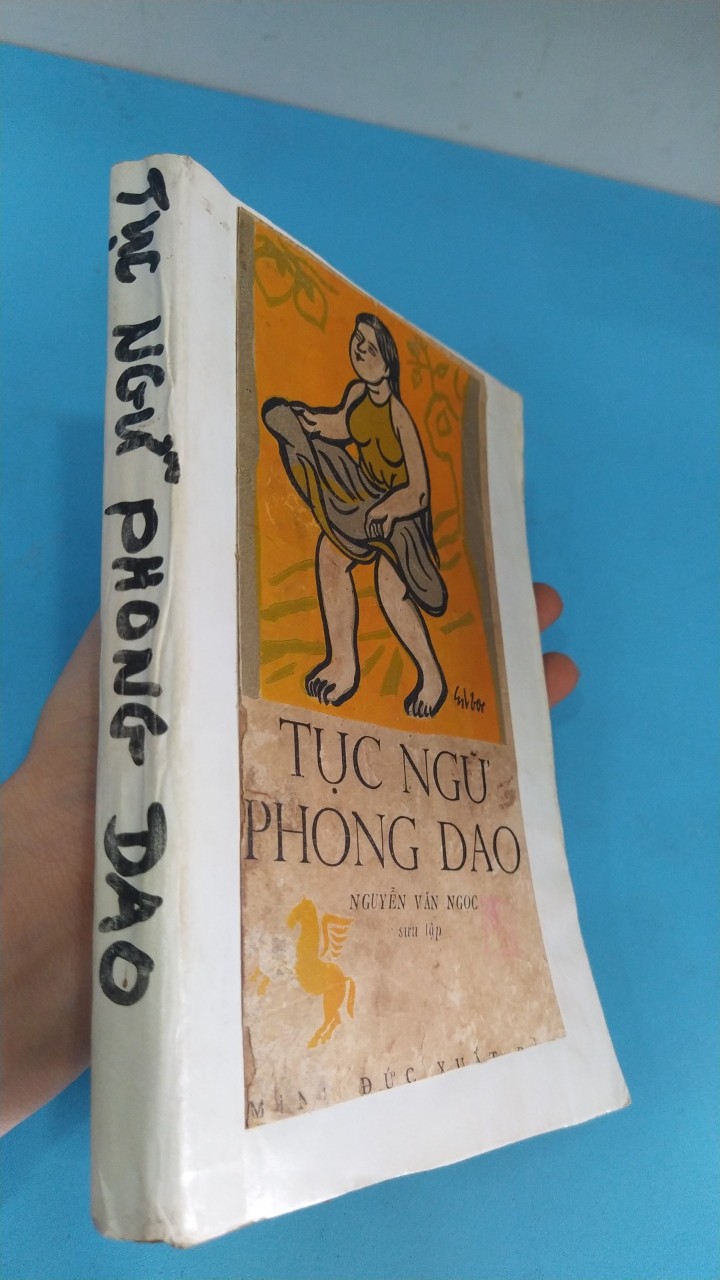 TỤC NGỮ PHONG DAO
TỤC NGỮ
PHONG DAO
NGUYỄN VĂN NGỌC
sưu tập
ĐỨC XUẤT